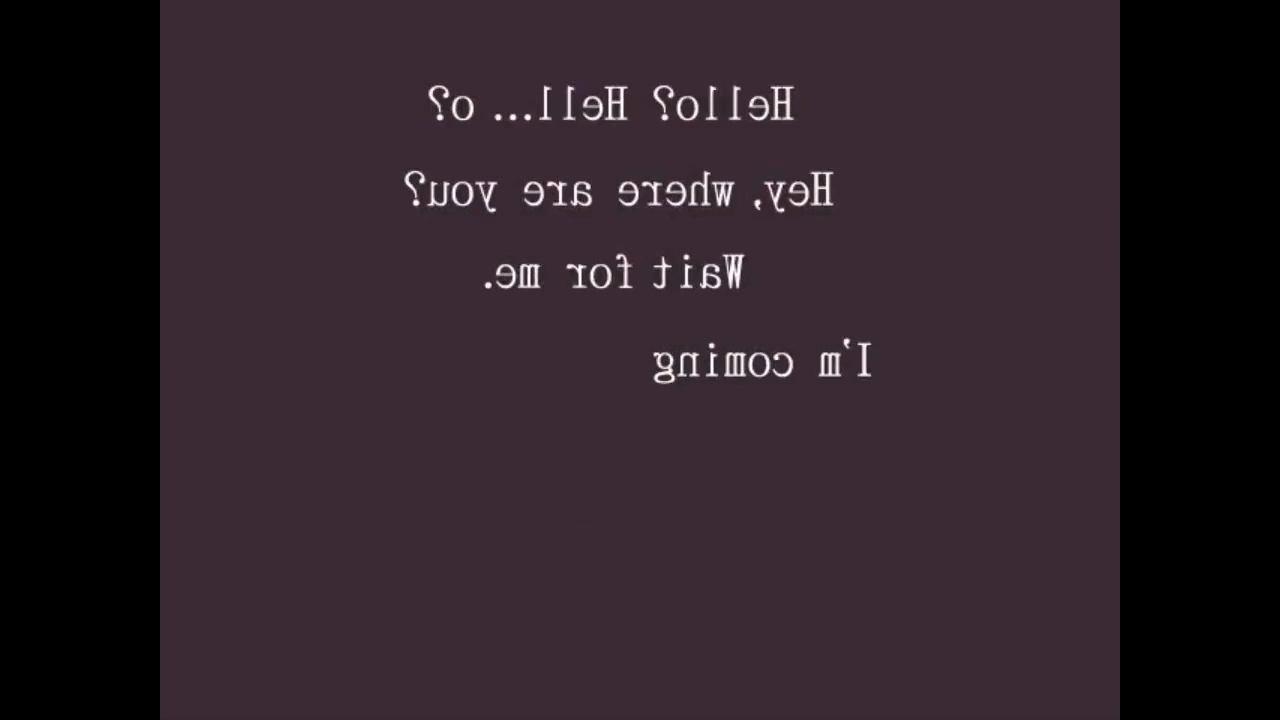 Hello? Hell... o?
Hey, where are you?
Wait for me.
I'm coming